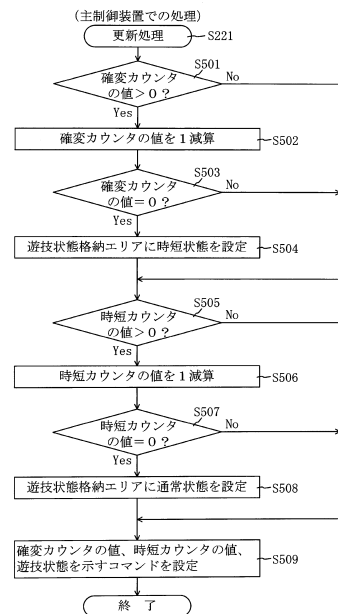 (主制御装置での処理)
更新処理
S221
S501
確変カウンタ
の値>0?
No
Yes
確変カウンタの値を1減算
S502
S503
確変カウンタ
の値=0?
No
Yes
遊技状態格納エリアに時短状態を設定
S504
S505
時短カウンタ
の値>0?
No
Yes
時短カウンタの値を1減算
S506
S507
時短カウンタ
の値=0?
No
Yes
遊技状態格納エリアに通常状態を設定
S508
確変カウンタの値、時短カウンタの値、
遊技状態を示すコマンドを設定
S509
終了